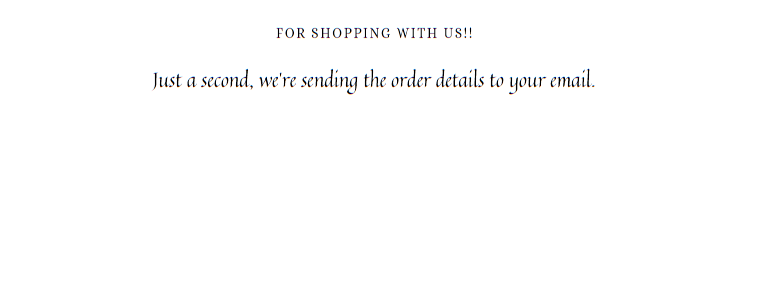 FOR SHOPPING WITH US!!
Just a second, we're sending the order details to your email.